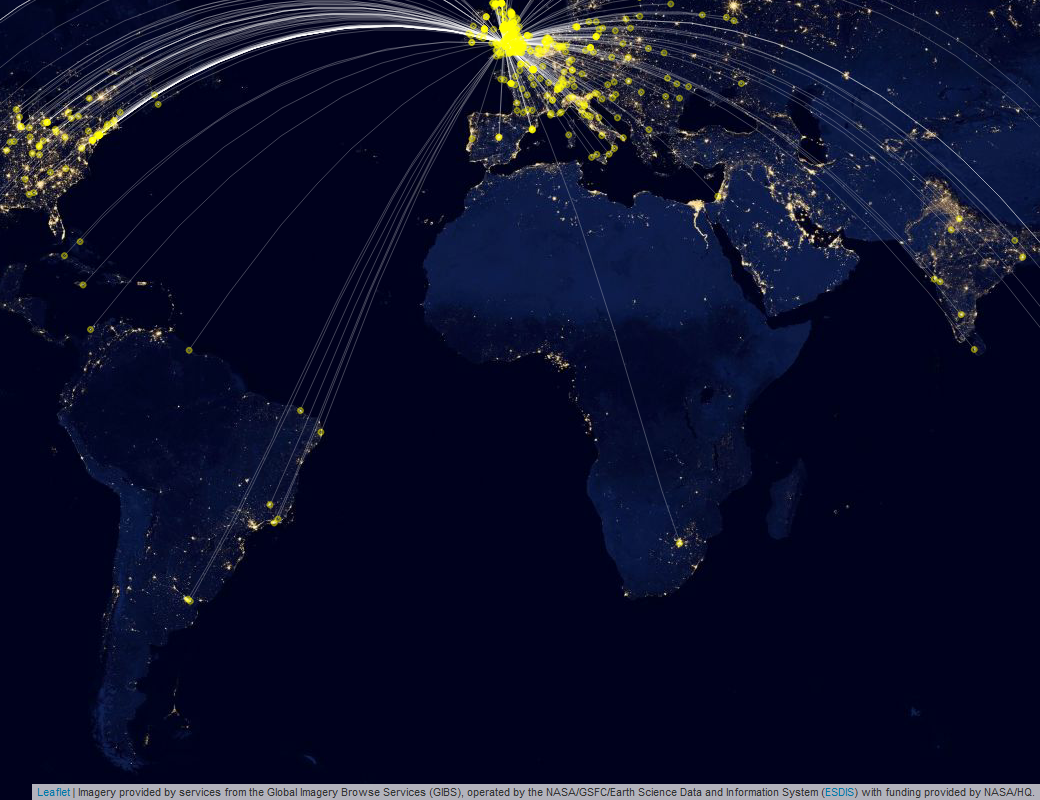 Leaflet | Imagery provided by services from the Global Imagery Browse Services (GIBS), operated by the NASA/GSFC/Earth Science Data and Information System (ESDIS) with funding provided by NASA/HQ.